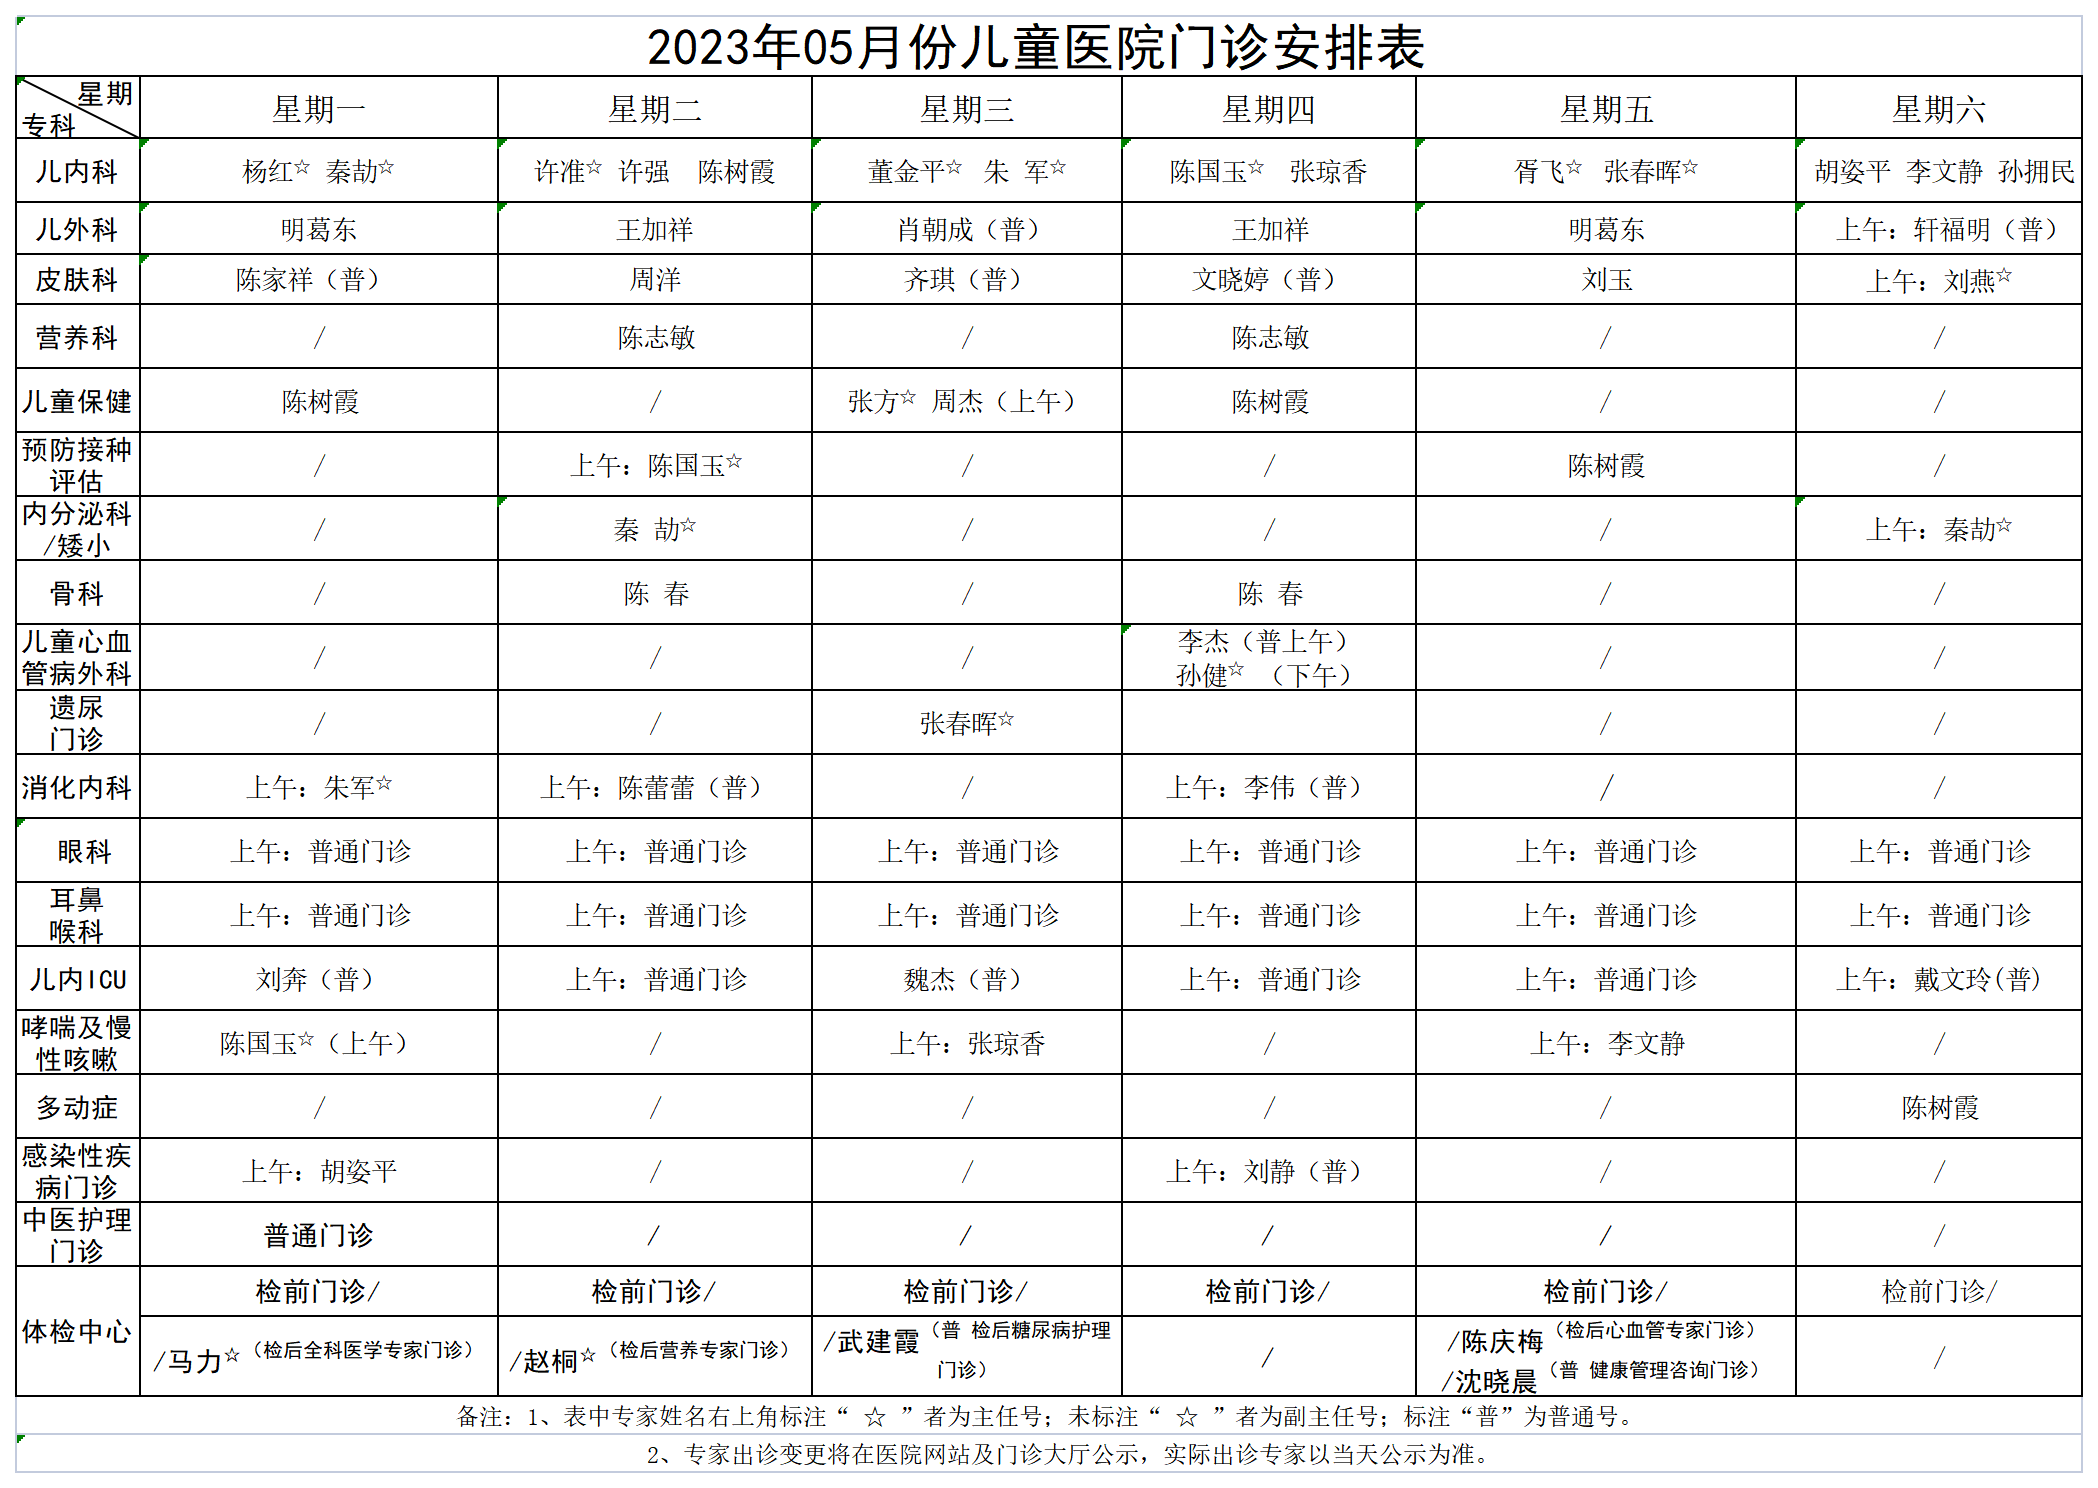 2023年05月份儿童医院门诊安排表
星期
专科 星期一 星期二 星期三 星期四 星期五 星期六
儿内科 杨红☆ 秦劼☆ 许准☆ 许强 陈树霞 董金平☆ 朱 军☆ 陈国玉☆ 张琼香 胥飞☆ 张春晖☆ 胡姿平 李文静 孙拥民
儿外科 明葛东 王加祥 肖朝成（普） 王加祥 明葛东 上午：轩福明（普）
皮肤科 陈家祥（普） 周洋 齐琪（普） 文晓婷（普） 刘玉 上午：刘燕☆
营养科 / 陈志敏 / 陈志敏 / /
儿童保健 陈树霞 / 张方☆ 周杰（上午） 陈树霞 / /
预防接种
评估 / 上午：陈国玉☆ / / 陈树霞 /
内分泌科
/矮小 / 秦 劼☆ / / / 上午：秦劼☆
骨科 / 陈 春 / 陈 春 / /
儿童心血
管病外科 / / / 李杰（普上午）
孙健☆ （下午） / /
遗尿
门诊 / / 张春晖☆ / /
消化内科 上午：朱军☆ 上午：陈蕾蕾（普） / 上午：李伟（普） / /
眼科 上午：普通门诊 上午：普通门诊 上午：普通门诊 上午：普通门诊 上午：普通门诊 上午：普通门诊
耳鼻
喉科 上午：普通门诊 上午：普通门诊 上午：普通门诊 上午：普通门诊 上午：普通门诊 上午：普通门诊
儿内ICU 刘奔（普） 上午：普通门诊 魏杰（普） 上午：普通门诊 上午：普通门诊 上午：戴文玲(普)
哮喘及慢
性咳嗽 陈国玉☆（上午） / 上午：张琼香 / 上午：李文静 /
多动症 / / / / / 陈树霞
感染性疾
病门诊 上午：胡姿平 / / 上午：刘静（普） / /
中医护理
门诊 普通门诊 / / / / /
体检中心 检前门诊/ 检前门诊/ 检前门诊/ 检前门诊/ 检前门诊/ 检前门诊/
/马力☆（检后全科医学专家门诊） /赵桐☆（检后营养专家门诊） /武建霞（普 检后糖尿病护理
门诊） / /陈庆梅（检后心血管专家门诊）
/沈晓晨（普 健康管理咨询门诊） /
备注：1、表中专家姓名右上角标注“ ☆ ”者为主任号；未标注“ ☆ ”者为副主任号；标注“普”为普通号。
2、专家出诊变更将在医院网站及门诊大厅公示，实际出诊专家以当天公示为准。